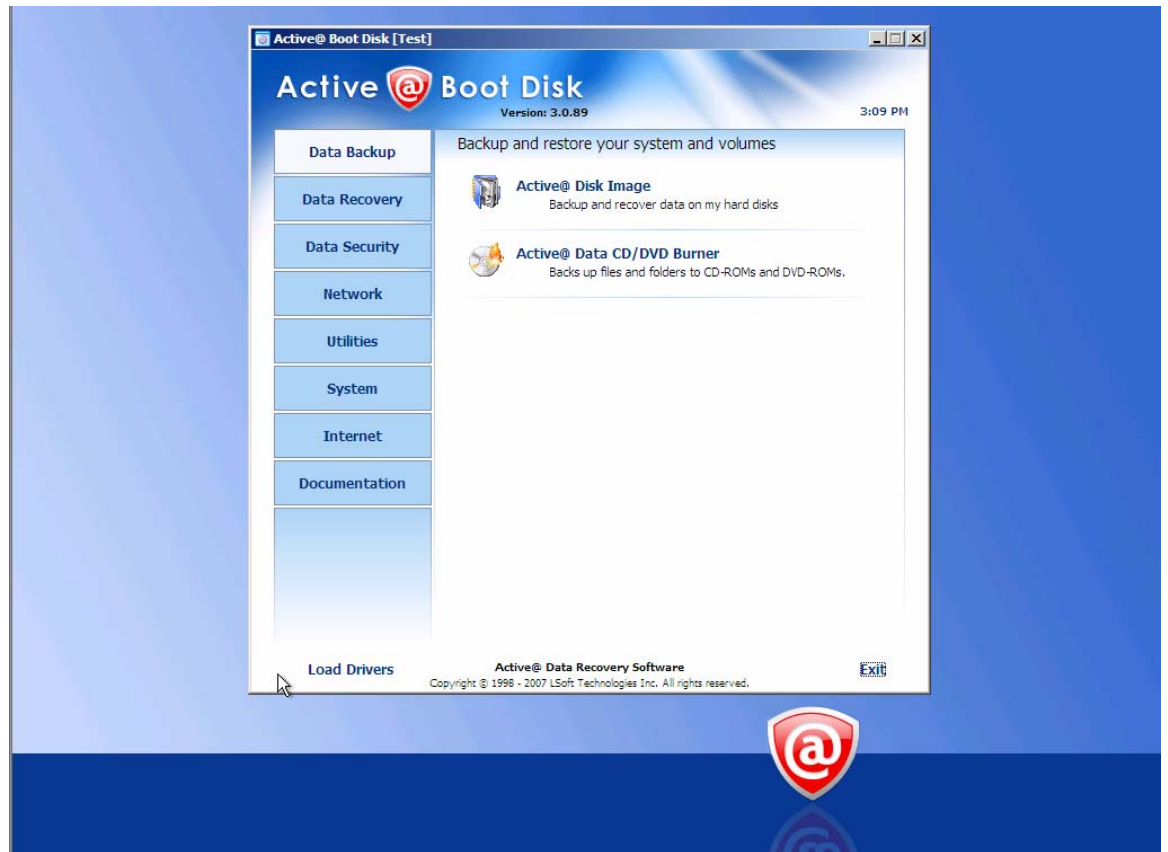 Active@ Boot Disk [Test]
Active @ Boot Disk
Version: 3.0.89
3:09 PM
Data Backup
Data Recovery
Data Security
Network
Utilities
System
Internet
Documentation
Backup and restore your system and volumes
Active@ Disk Image
Backup and recover data on my hard disks
Active@ Data CD/DVD Burner
Backs up files and folders to CD-ROMs and DVD-ROMs.
Load Drivers
Active@ Data Recovery Software
Copyright © 1998 - 2007 LSoft Technologies Inc. All rights reserved.
Exit
@